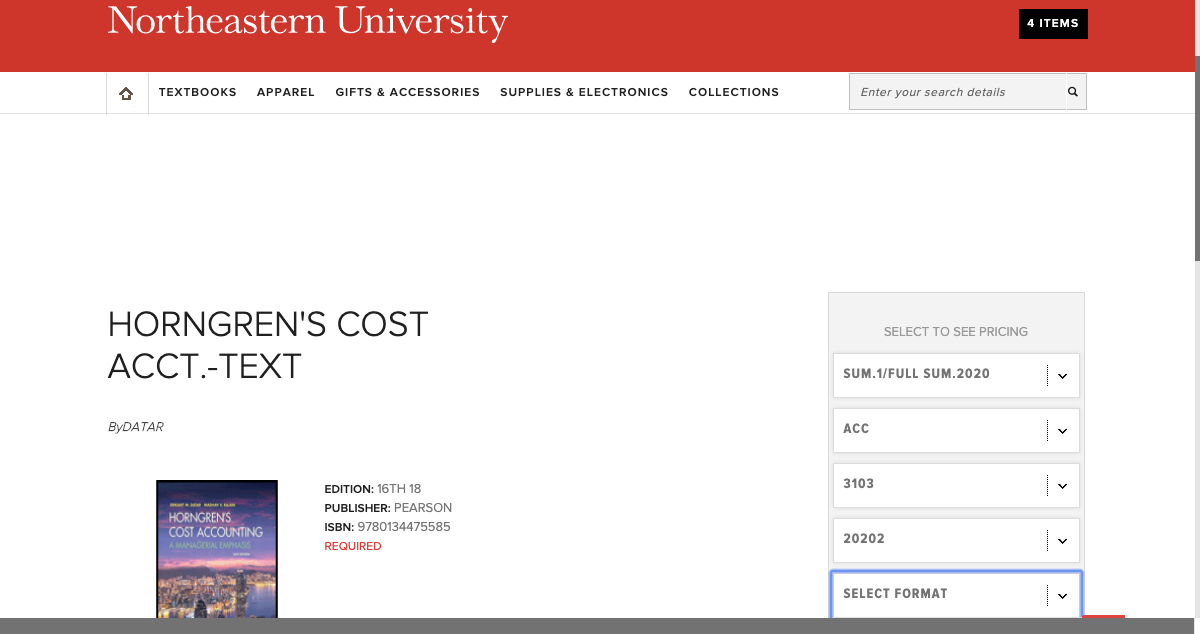 Northeastern University
4 ITEMS
TEXTBOOKS APPAREL GIFTS & ACCESSORIES SUPPLIES & ELECTRONICS COLLECTIONS
Enter your search details
HORNGREN'S COST
ACCT.-TEXT
ByDATAR
HORNGREN'S
COST ACCOUNTING
A MANAGERIAL EMPHASIS
EDITION: 16TH 18
PUBLISHER: PEARSON
ISBN: 9780134475585
REQUIRED
SELECT TO SEE PRICING
SUM.1/FULL SUM.2020
ACC
3103
20202
SELECT FORMAT